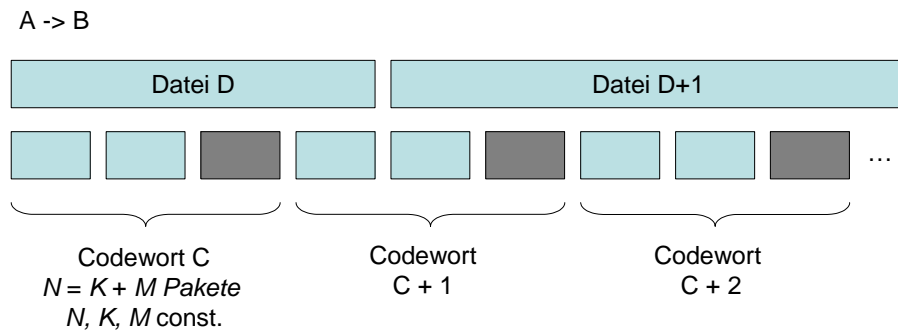 A -> B
Datei D
Datei D+1
...
Codewort C
N = K + M Pakete
N, K, M const.
Codewort
C + 1
Codewort
C + 2